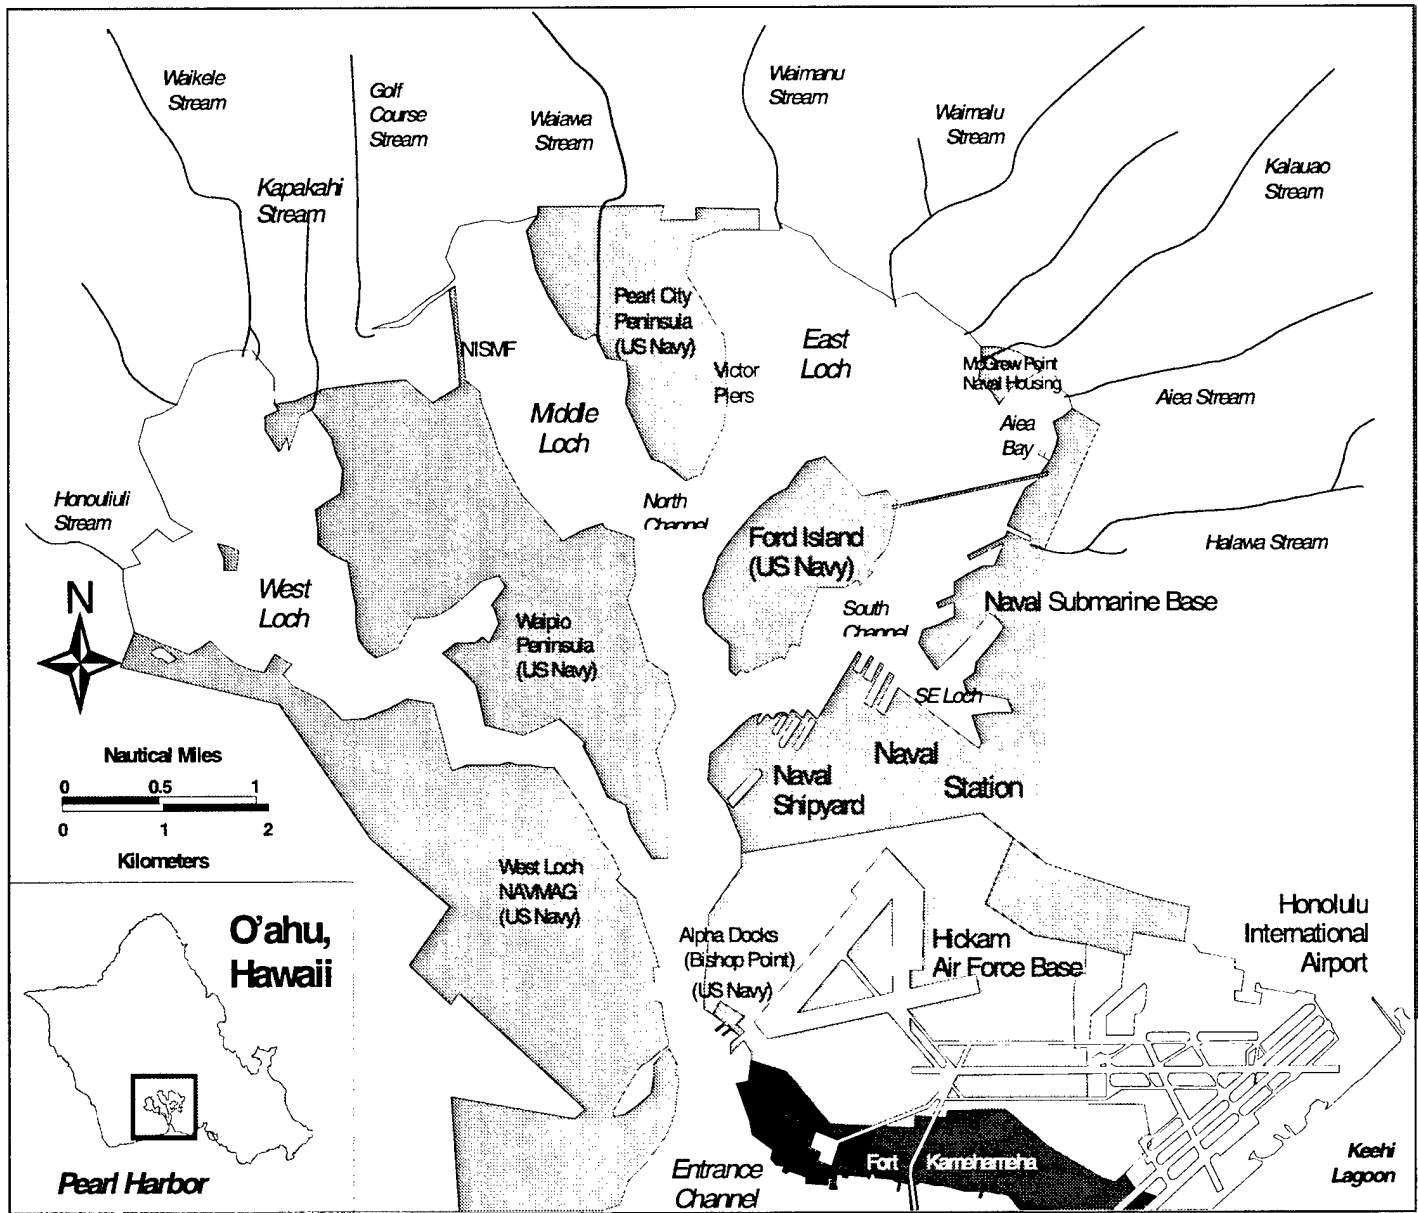 Waikele
Stream
Golf
Course
Stream
Waiawa
Stream
Waimanu
Stream
Waimalu
Stream
Kalauao
Stream
Kapakahi
Stream
Pearl City
Peninsula
(US Navy)
East
Loch
NISMF
Victor
Piers
McGrew Point
Naval Housing
Aiea Stream
Middle
Loch
Aiea
Bay
Honouliuli
Stream
North
Channel
Ford Island
(US Navy)
Halawa Stream
N
West
Loch
Waipio
Peninsula
(US Navy)
South
Channel
Naval Submarine Base
SE Loch
Nautical Miles
0 0.5 1
0 1 2
Kilometers
Naval
Station
Naval
Shipyard
West Loch
NAVMAG
(US Navy)
Alpha Docks
(Bishop Point)
(US Navy)
Hickam
Air Force Base
Honolulu
International
Airport
O'ahu,
Hawaii
Pearl Harbor
Entrance
Channel
Fort Kamehameha
Keehi
Lagoon